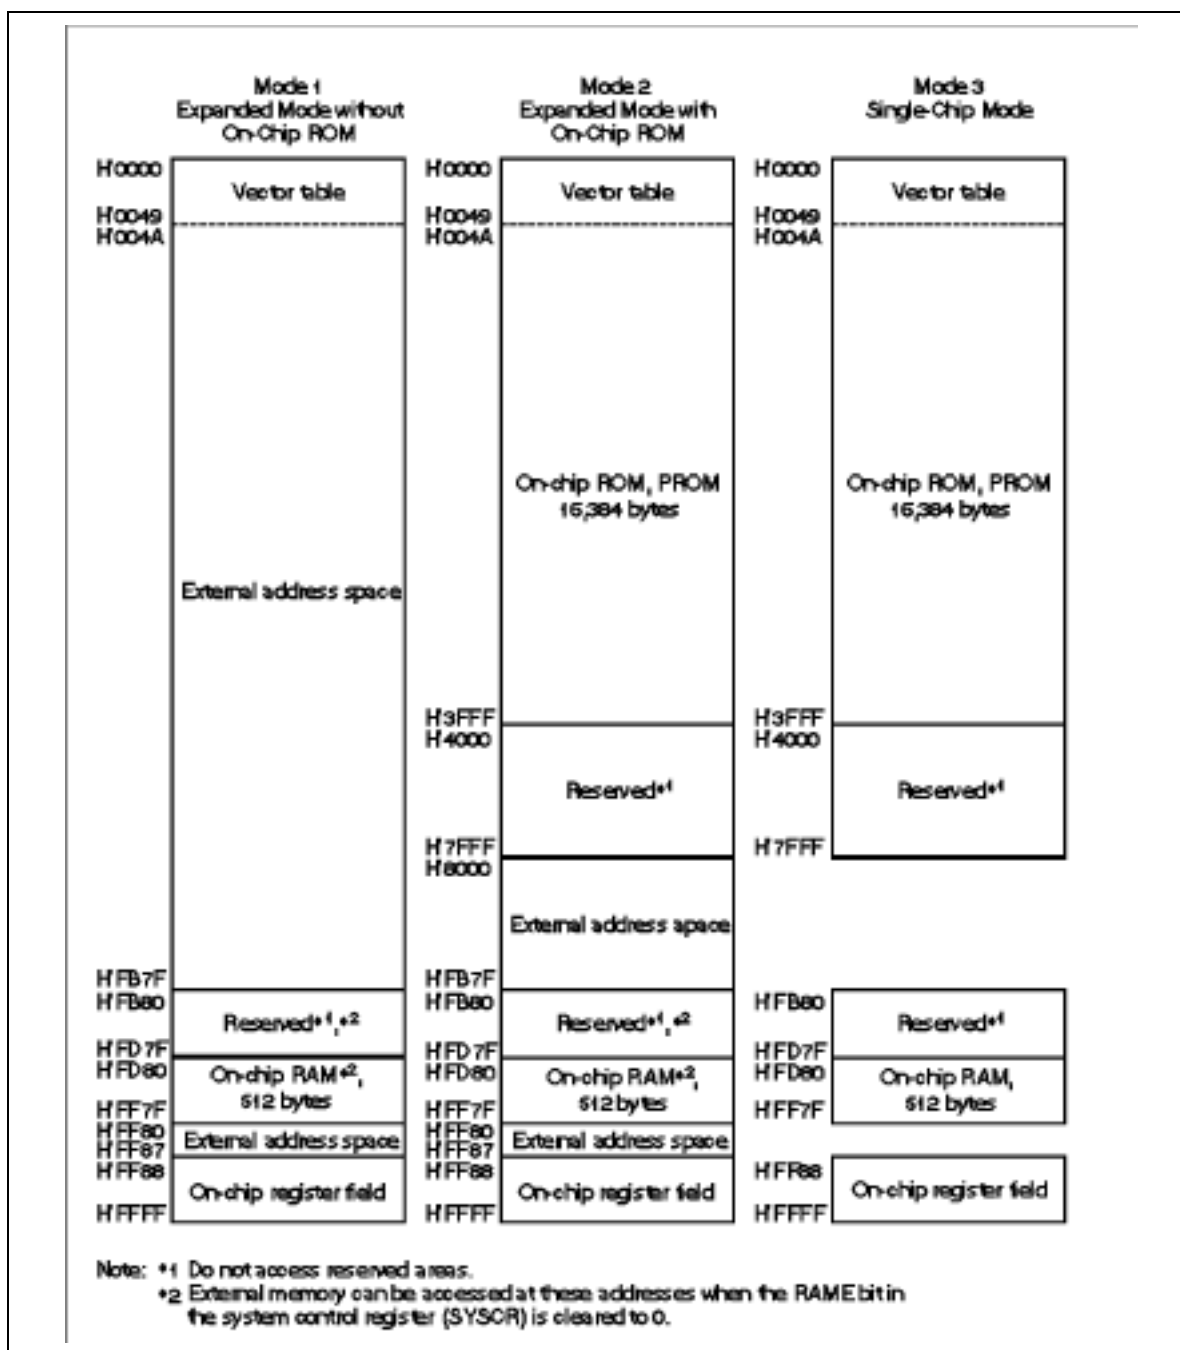 Mode 1
Expanded Mode without
On-Chip ROM
H'0000
Vector table
H'0049
H'004A
External address space
H'FB7F
H'FB80
Reserved*1, *2
H'FD7F
H'FD80
On-chip RAM*2,
512 bytes
H'FF7F
H'FF80
External address space
H'FF87
H'FF88
On-chip register field
H'FFFF
Mode 2
Expanded Mode with
On-Chip ROM
H'0000
Vector table
H'0049
H'004A
On-chip ROM, PROM
16,384 bytes
H'3FFF
H'4000
Reserved*1
H'7FFF
H'8000
External address apace
H'FB7F
H'FB80
Reserved*1, *2
H'FD7F
H'FD80
On-chip RAM*2,
512 bytes
H'FF7F
H'FF80
External address space
H'FF87
H'FF88
On-chip register field
H'FFFF
Mode 3
Single-Chip Mode
H'0000
Vector table
H'0049
H'004A
On-chip ROM, PROM
16,384 bytes
H'3FFF
H'4000
Reserved*1
H'7FFF
H'FB80
Reserved*1
H'FD7F
H'FD80
On-chip RAM,
512 bytes
H'FF7F
H'FF88
On-chip register field
H'FFFF
Note: *1 Do not access reserved areas.
*2 External memory can be accessed at these addresses when the RAME bit in
the system control register (SYSCR) is cleared to 0.